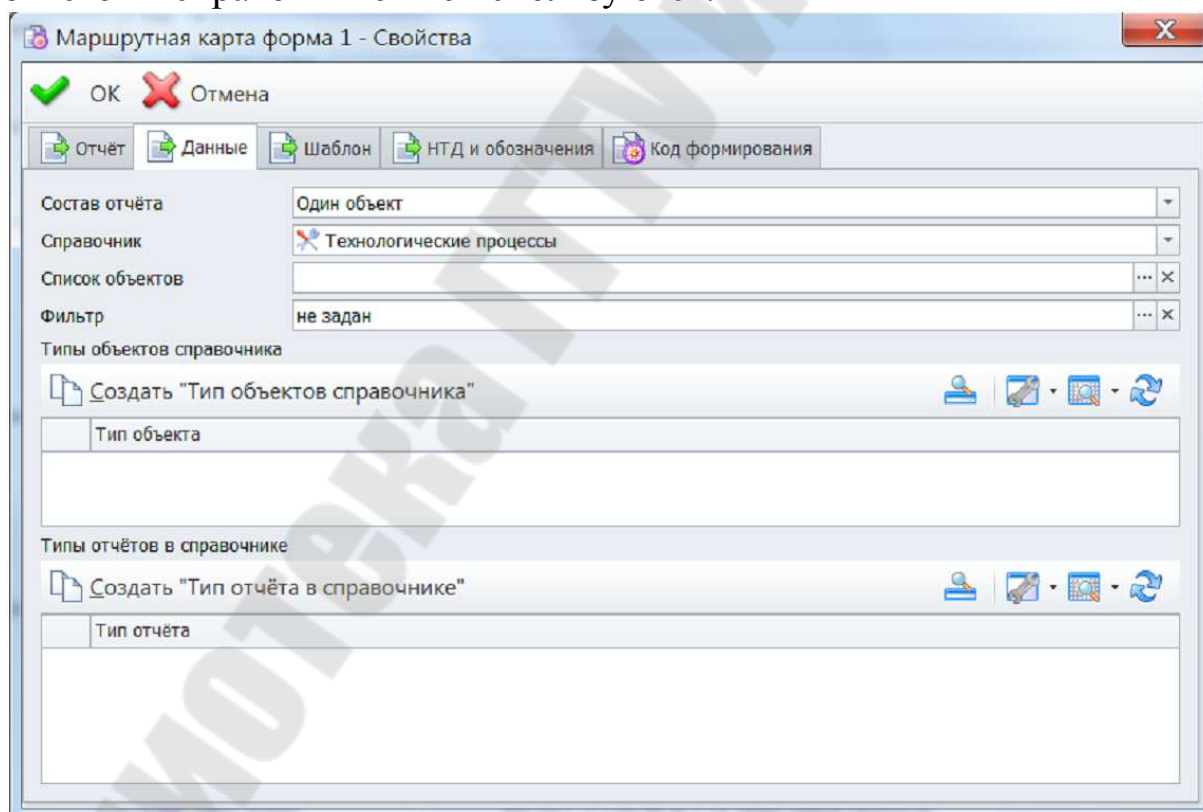 Маршрутная карта форма 1 - Свойства
ОК Отмена
Отчёт Данные Шаблон НТД и обозначения Код формирования
Состав отчёта Один объект
Справочник Технологические процессы
Список объектов
Фильтр не задан
Типы объектов справочника
Создать "Тип объектов справочника"
Тип объекта
Типы отчётов в справочнике
Создать "Тип отчёта в справочнике"
Тип отчёта